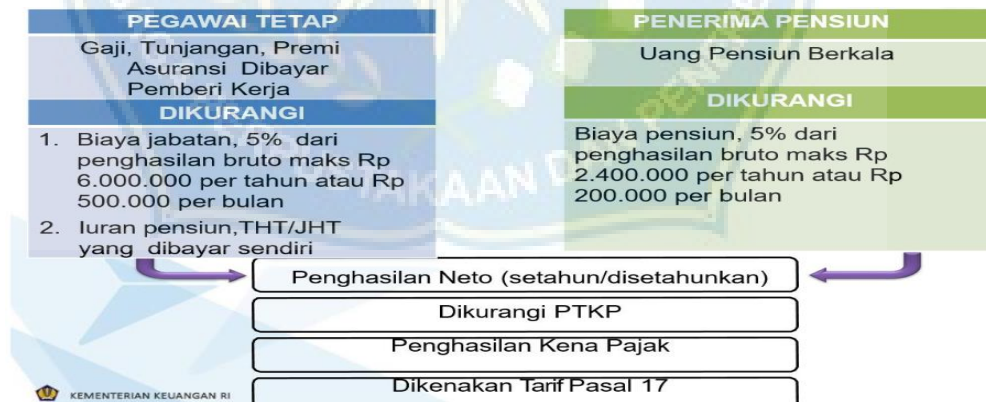 PEGAWAI TETAP
Gaji, Tunjangan, Premi
Asuransi Dibayar
Pemberi Kerja
DIKURANGI
1. Biaya jabatan, 5% dari
penghasilan bruto maks Rp
6.000.000 per tahun atau Rp
500.000 per bulan
2. Iuran pensiun,THT/JHT
yang dibayar sendiri
PENERIMA PENSIUN
Uang Pensiun Berkala
DIKURANGI
Biaya pensiun, 5% dari
penghasilan bruto maks Rp
2.400.000 per tahun atau Rp
200.000 per bulan
Penghasilan Neto (setahun/disetahunkan)
Dikurangi PTKP
Penghasilan Kena Pajak
Dikenakan Tarif Pasal 17
KEMENTERIAN KEUANGAN RI